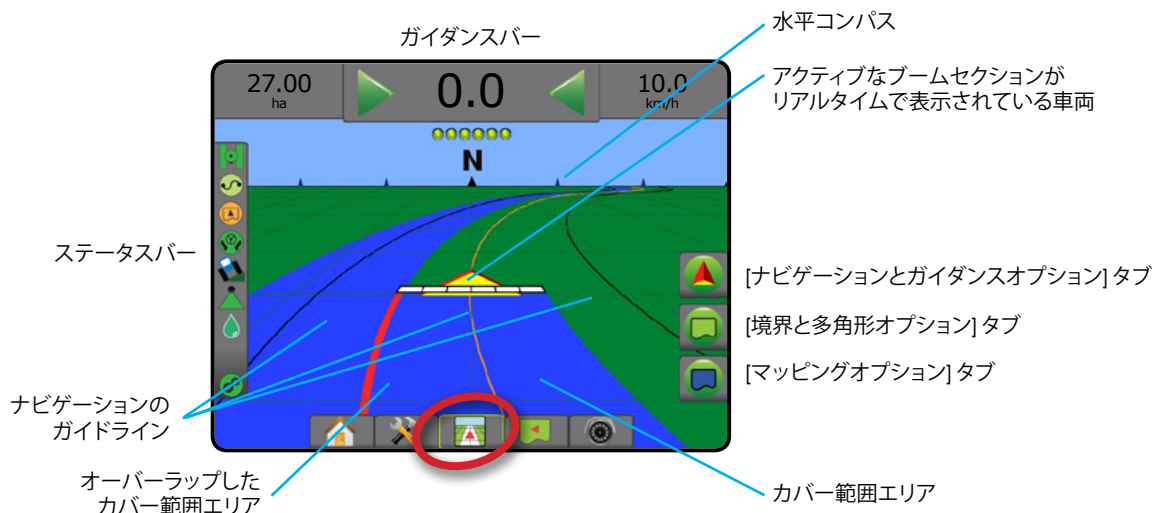 水平コンパス
ガイダンスバー
アクティブなブームセクションが
リアルタイムで表示されている車両
27.00
ha
0.0
10.0
km/h
N
ステータスバー
[ナビゲーションとガイダンスオプション] タブ
[境界と多角形オプション] タブ
[マッピングオプション] タブ
ナビゲーションの
ガイドライン
オーバーラップした
カバー範囲エリア
カバー範囲エリア